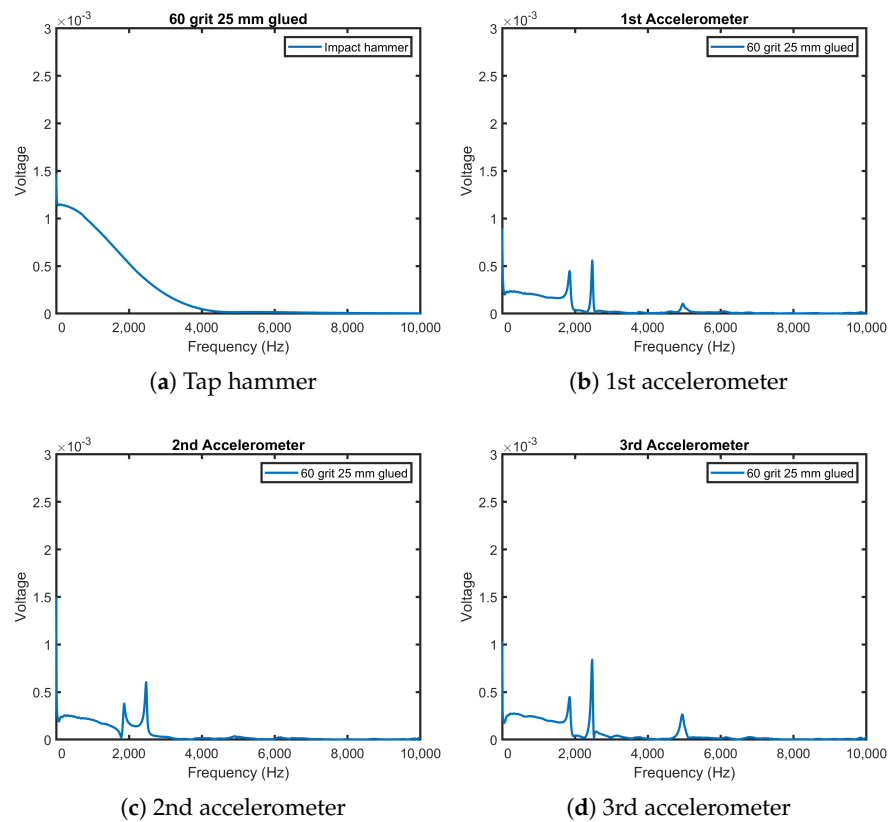 60 grit 25 mm glued
×10⁻³
3
2.5
2
1.5
1
0.5
0
Voltage
Impact hammer
0 2,000 4,000 6,000 8,000 10,000
Frequency (Hz)
(a) Tap hammer
1st Accelerometer
×10⁻³
3
2.5
2
1.5
1
0.5
0
Voltage
60 grit 25 mm glued
0 2,000 4,000 6,000 8,000 10,000
Frequency (Hz)
(b) 1st accelerometer
2nd Accelerometer
×10⁻³
3
2.5
2
1.5
1
0.5
0
Voltage
60 grit 25 mm glued
0 2,000 4,000 6,000 8,000 10,000
Frequency (Hz)
(c) 2nd accelerometer
3rd Accelerometer
×10⁻³
3
2.5
2
1.5
1
0.5
0
Voltage
60 grit 25 mm glued
0 2,000 4,000 6,000 8,000 10,000
Frequency (Hz)
(d) 3rd accelerometer